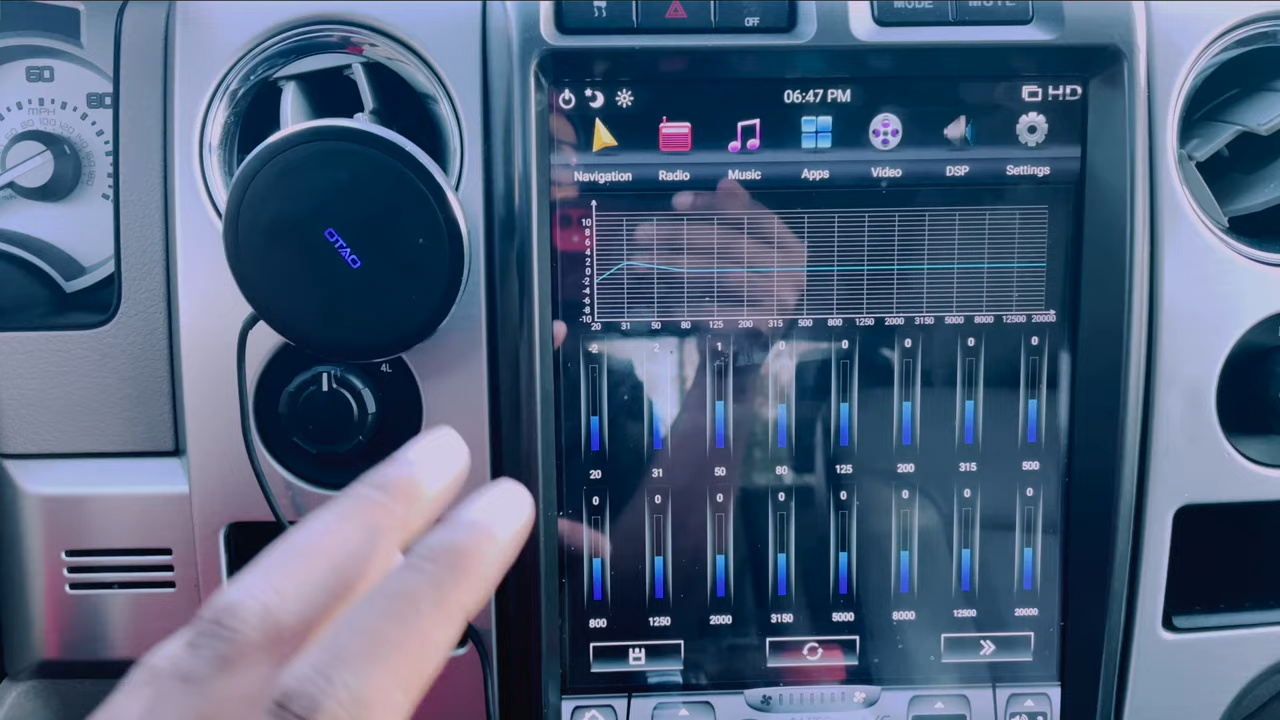 OFF
MODE
MUTE
60
80
MPH
06:47 PM
HD
Navigation
Radio
Music
Apps
Video
DSP
Settings
OTAO
10
8
6
4
2
0
-2
-4
-6
-8
-10
20 31 50 80 125 200 315 500 800 1250 2000 3150 5000 8000 12500 20000
-2 2 1 0 0 0 0 0
4L
20 31 50 80 125 200 315 500
0 0 0 0 0 0 0 0
800 1250 2000 3150 5000 8000 12500 20000